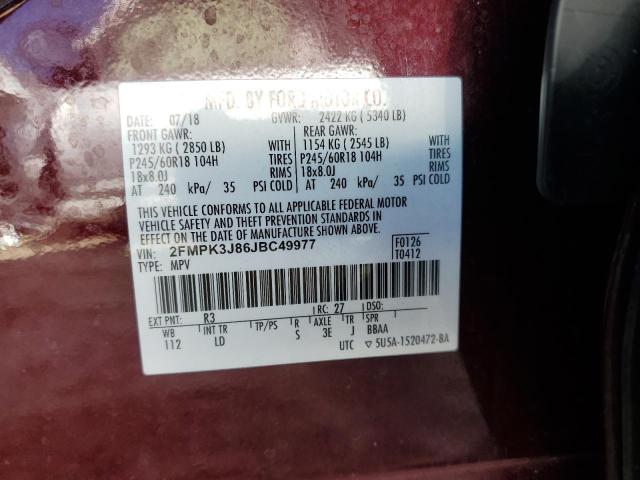 MFD. BY FORD MOTOR CO.
DATE: 07/18 GVWR: 2422 KG ( 5340 LB)
FRONT GAWR: REAR GAWR:
1293 KG ( 2850 LB) WITH 1154 KG ( 2545 LB) WITH
P245/60R18 104H TIRES P245/60R18 104H TIRES
18x8.0J RIMS 18x8.0J RIMS
AT 240 kPa/ 35 PSI COLD AT 240 kPa/ 35 PSI COLD
THIS VEHICLE CONFORMS TO ALL APPLICABLE FEDERAL MOTOR
VEHICLE SAFETY AND THEFT PREVENTION STANDARDS IN
EFFECT ON THE DATE OF MANUFACTURE SHOWN ABOVE.
VIN: 2FMPK3J86JBC49977 F0126
TYPE: MPV T0412
EXT PNT: R3 RC: 27 DSO:
WB INT TR TP/PS R AXLE TR SPR
112 LD S 3E J BBAA
UTC ▽ 5U5A-1520472-BA